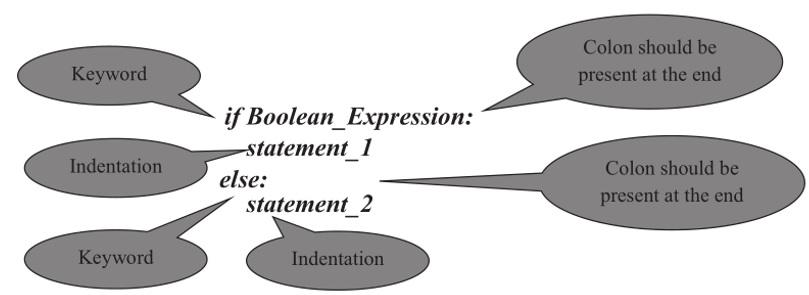 Colon should be
present at the end
Keyword
if Boolean_Expression:
statement_1
Indentation
else:
Colon should be
present at the end
statement_2
Keyword
Indentation